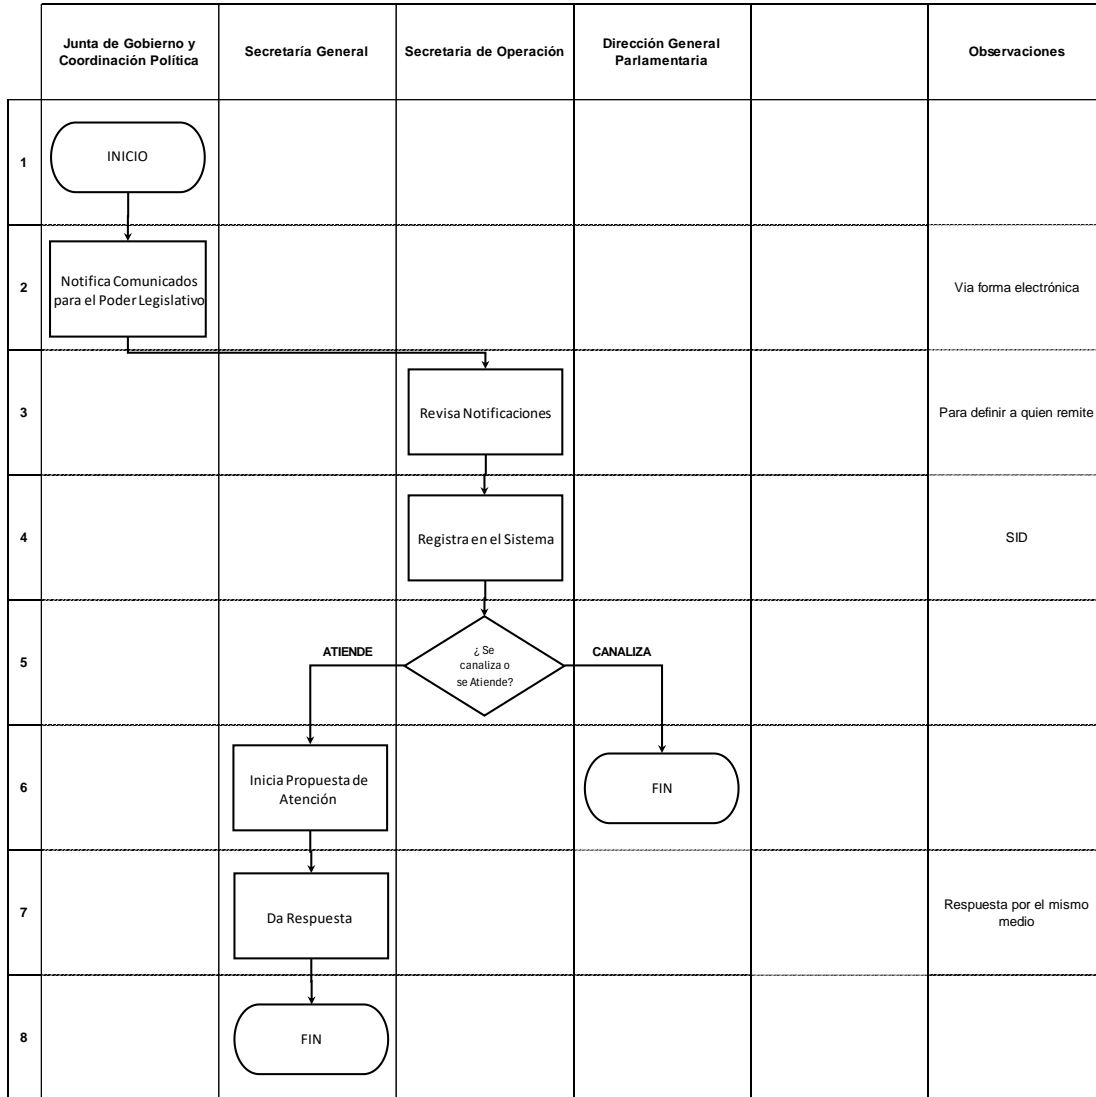 Junta de Gobierno y
Coordinación Política
Secretaría General
Secretaria de Operación
Dirección General
Parlamentaria
Observaciones
1
INICIO
2
Notifica Comunicados
para el Poder Legislativo
Via forma electrónica
3
Revisa Notificaciones
Para definir a quien remite
4
Registra en el Sistema
SID
5
ATIENDE
¿ Se
canaliza o
se Atiende?
CANALIZA
6
Inicia Propuesta de
Atención
FIN
7
Da Respuesta
Respuesta por el mismo
medio
8
FIN